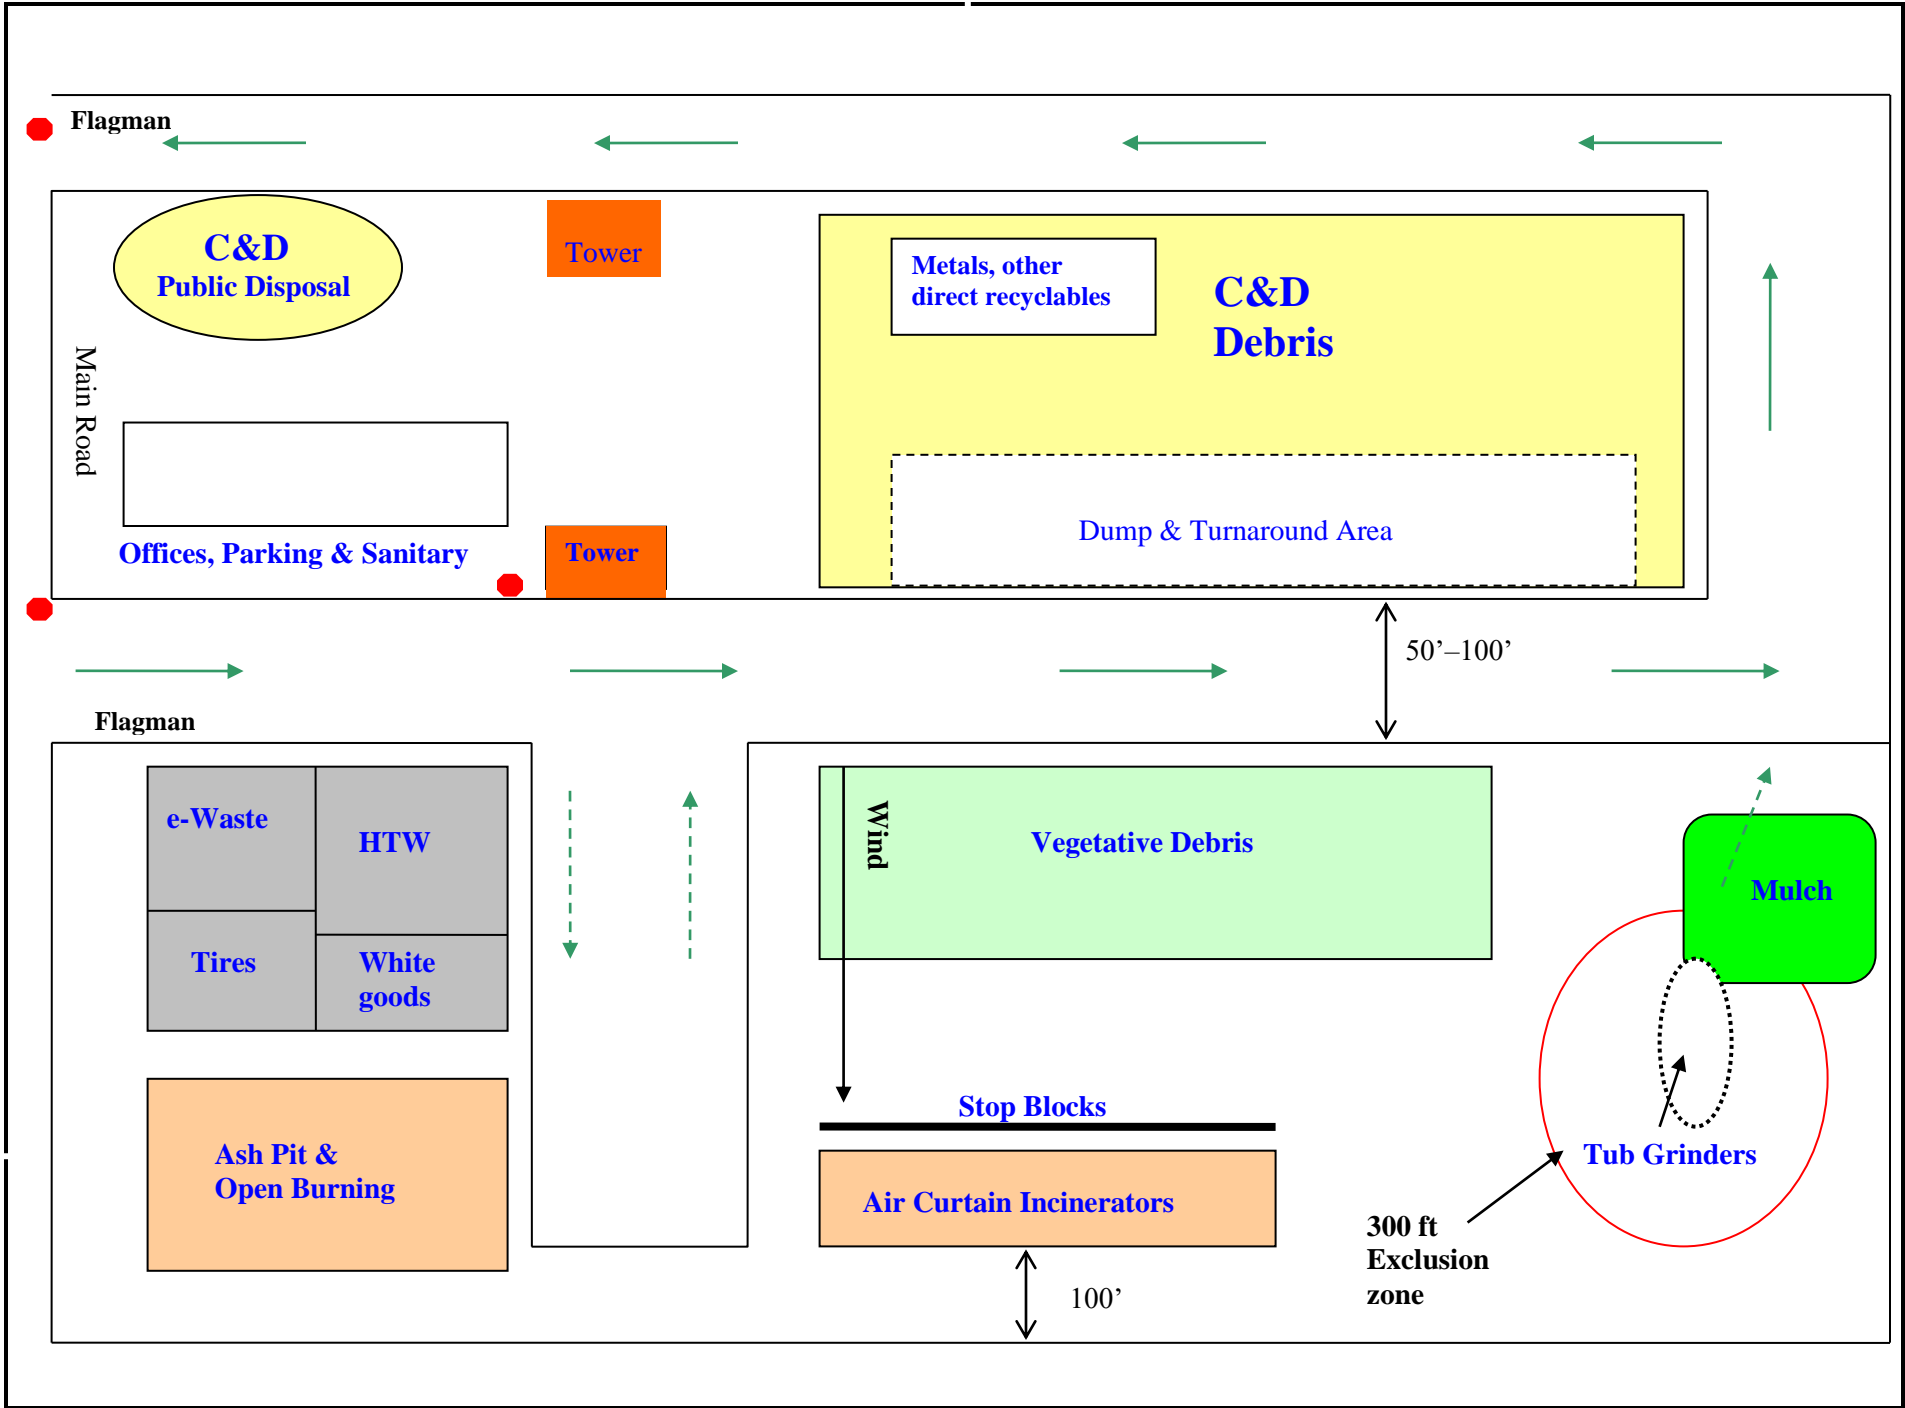 Flagman
C&D
Public Disposal
Tower
Metals, other
direct recyclables
C&D
Debris
Main Road
Offices, Parking & Sanitary
Tower
Dump & Turnaround Area
50’–100’
Flagman
e-Waste
HTW
Tires
White
goods
Wind
Vegetative Debris
Mulch
Stop Blocks
Ash Pit &
Open Burning
Air Curtain Incinerators
Tub Grinders
300 ft
Exclusion
zone
100’